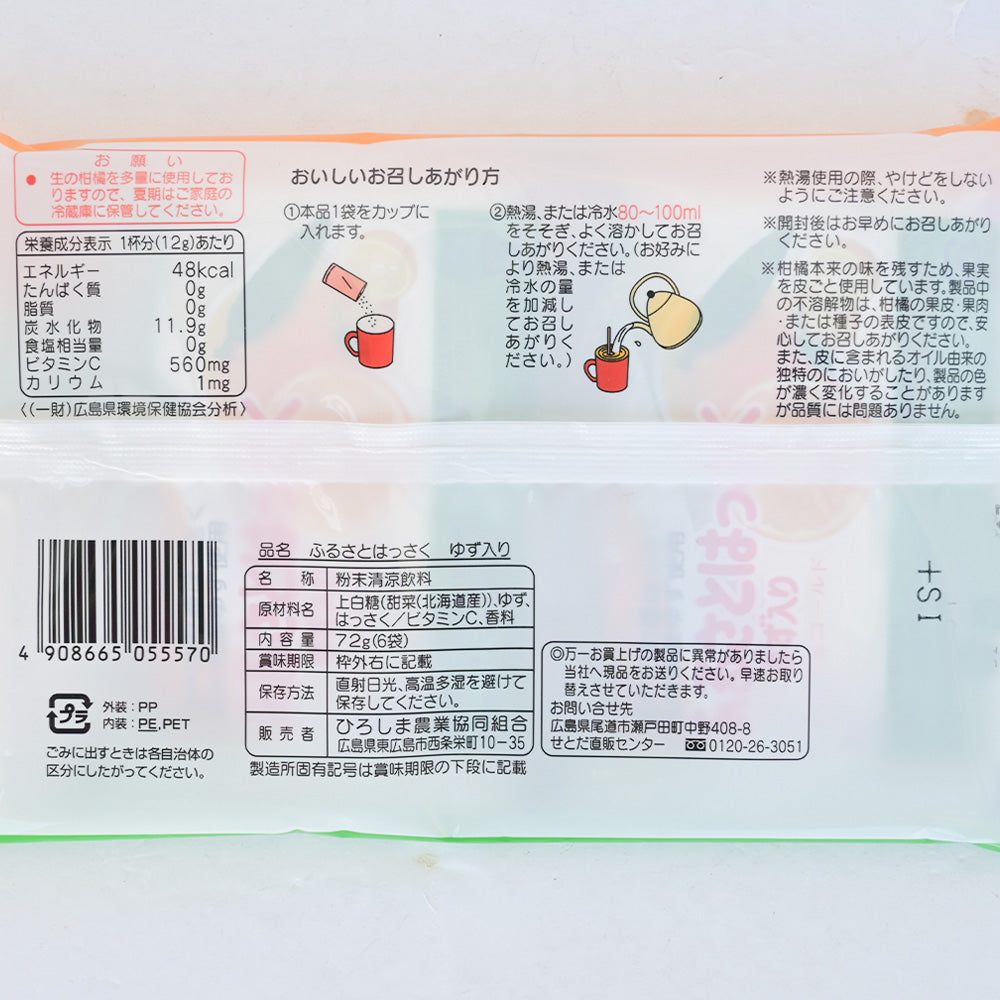 お願い
● 生の柑橘を多量に使用してお
りますので、夏期はご家庭の
冷蔵庫に保管してください。
栄養成分表示 1杯分(12g)あたり
エネルギー 48kcal
たんぱく質 0g
脂質 0g
炭水化物 11.9g
食塩相当量 0g
ビタミンC 560mg
カリウム 1mg
〈(一財)広島県環境保健協会分析〉
おいしいお召しあがり方
①本品1袋をカップに
入れます。
②熱湯、または冷水80〜100ml
をそそぎ、よく溶かしてお召
しあがりください。(お好みに
より熱湯、または
冷水の量
を加減し
てお召し
あがりく
ださい。)
※熱湯使用の際、やけどをしない
ようにご注意ください。
※開封後はお早めにお召しあがり
ください。
※柑橘本来の味を残すため、果実
を皮ごと使用しています。製品中
の不溶解物は、柑橘の果皮・果肉
・または種子の表皮ですので、安
心してお召しあがりください。
また、皮に含まれるオイル由来の
独特のにおいがしたり、製品の色
が濃く変化することがあります
が品質には問題ありません。
4 908665 055570
プラ
外装:PP
内装:PE,PET
ごみに出すときは各自治体の
区分にしたがってください。
品名 ふるさとはっさく ゆず入り
名称 粉末清涼飲料
原材料名 上白糖(甜菜(北海道産))、ゆず、
はっさく/ビタミンC、香料
内容量 72g(6袋)
賞味期限 枠外右に記載
保存方法 直射日光、高温多湿を避けて
保存してください。
販売者 ひろしま農業協同組合
広島県東広島市西条栄町10-35
製造所固有記号は賞味期限の下段に記載
◎万一お買上げの製品に異常がありましたら
当社へ現品をお送りください。早速お取り
替えさせていただきます。
お問い合せ先
広島県尾道市瀬戸田町中野408-8
せとだ直販センター 0120-26-3051
+SI